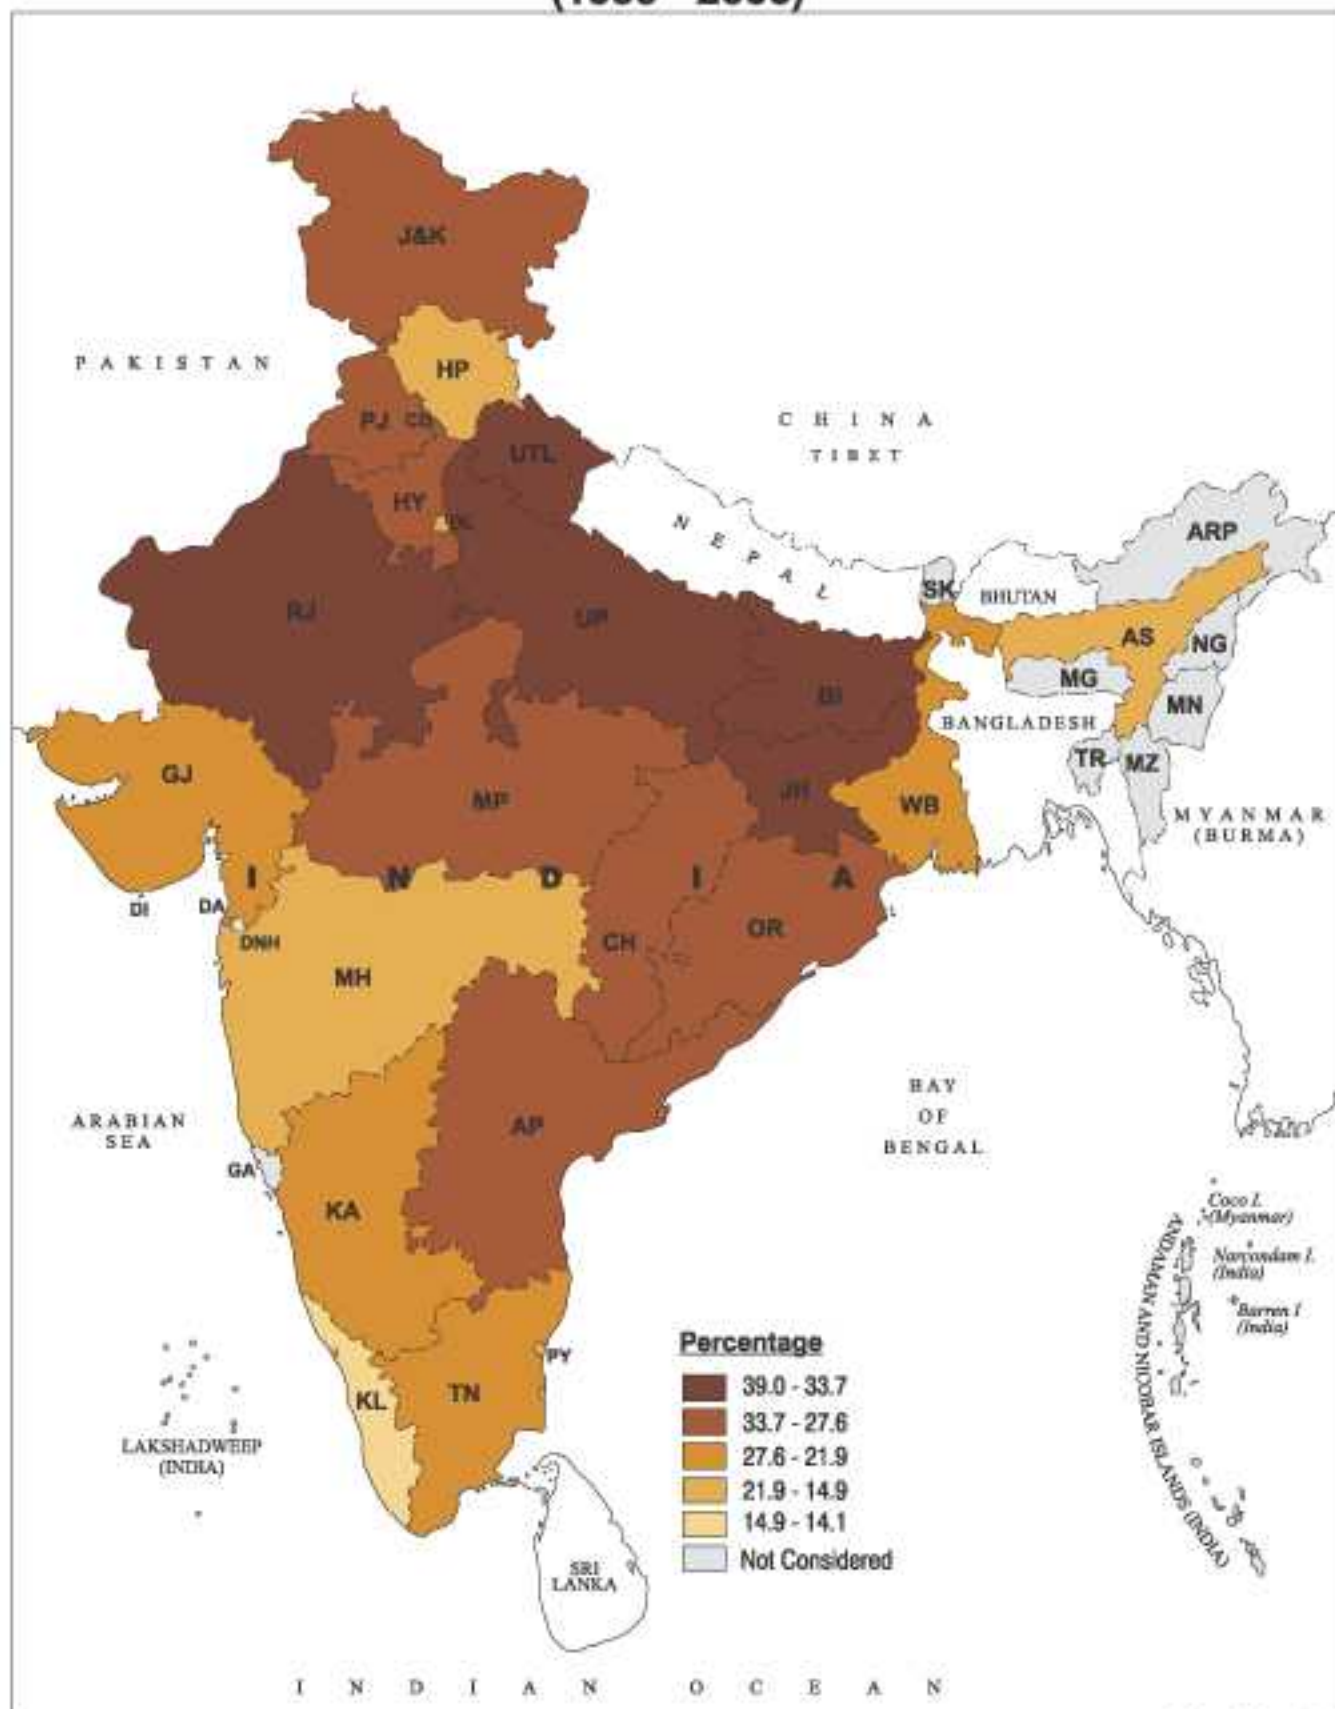 J&K
HP
PAKISTAN
CHINA
TIBET
PJ
UTL
HY
NEPAL
ARP
SK
BHUTAN
RJ
UP
AS
NG
MG
BI
MN
BANGLADESH
GJ
TR
MZ
MP
JH
WB
MYANMAR
(BURMA)
INDIA
DI
DA
DNH
CH
OR
MH
ARABIAN
SEA
AP
BAY
OF
BENGAL
GA
KA
Coco I.
(Myanmar)
Narcondam I.
(India)
Barren I
(India)
ANDAMAN AND NICOBAR ISLANDS (INDIA)
PY
KL
TN
LAKSHADWEEP
(INDIA)
Percentage
39.0 - 33.7
33.7 - 27.6
27.6 - 21.9
21.9 - 14.9
14.9 - 14.1
Not Considered
SRI
LANKA
INDIAN OCEAN